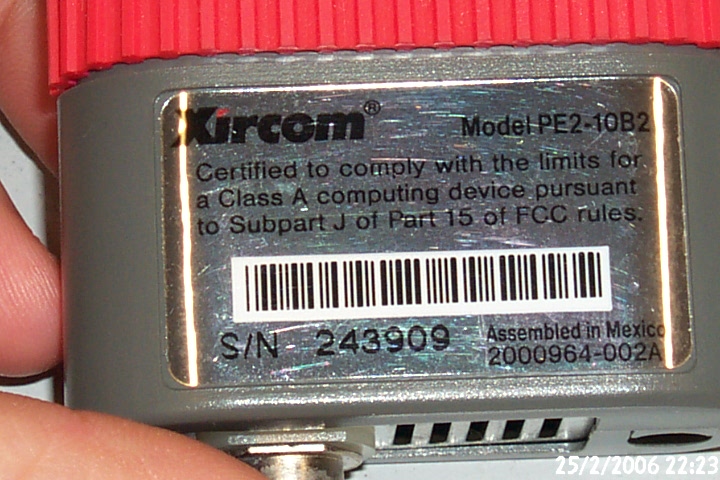 Xircom®
Model PE2-10B2
Certified to comply with the limits for
a Class A computing device pursuant
to Subpart J of Part 15 of FCC rules.
S/N 243909
Assembled in Mexico
2000964-002A
25/2/2006 22:23